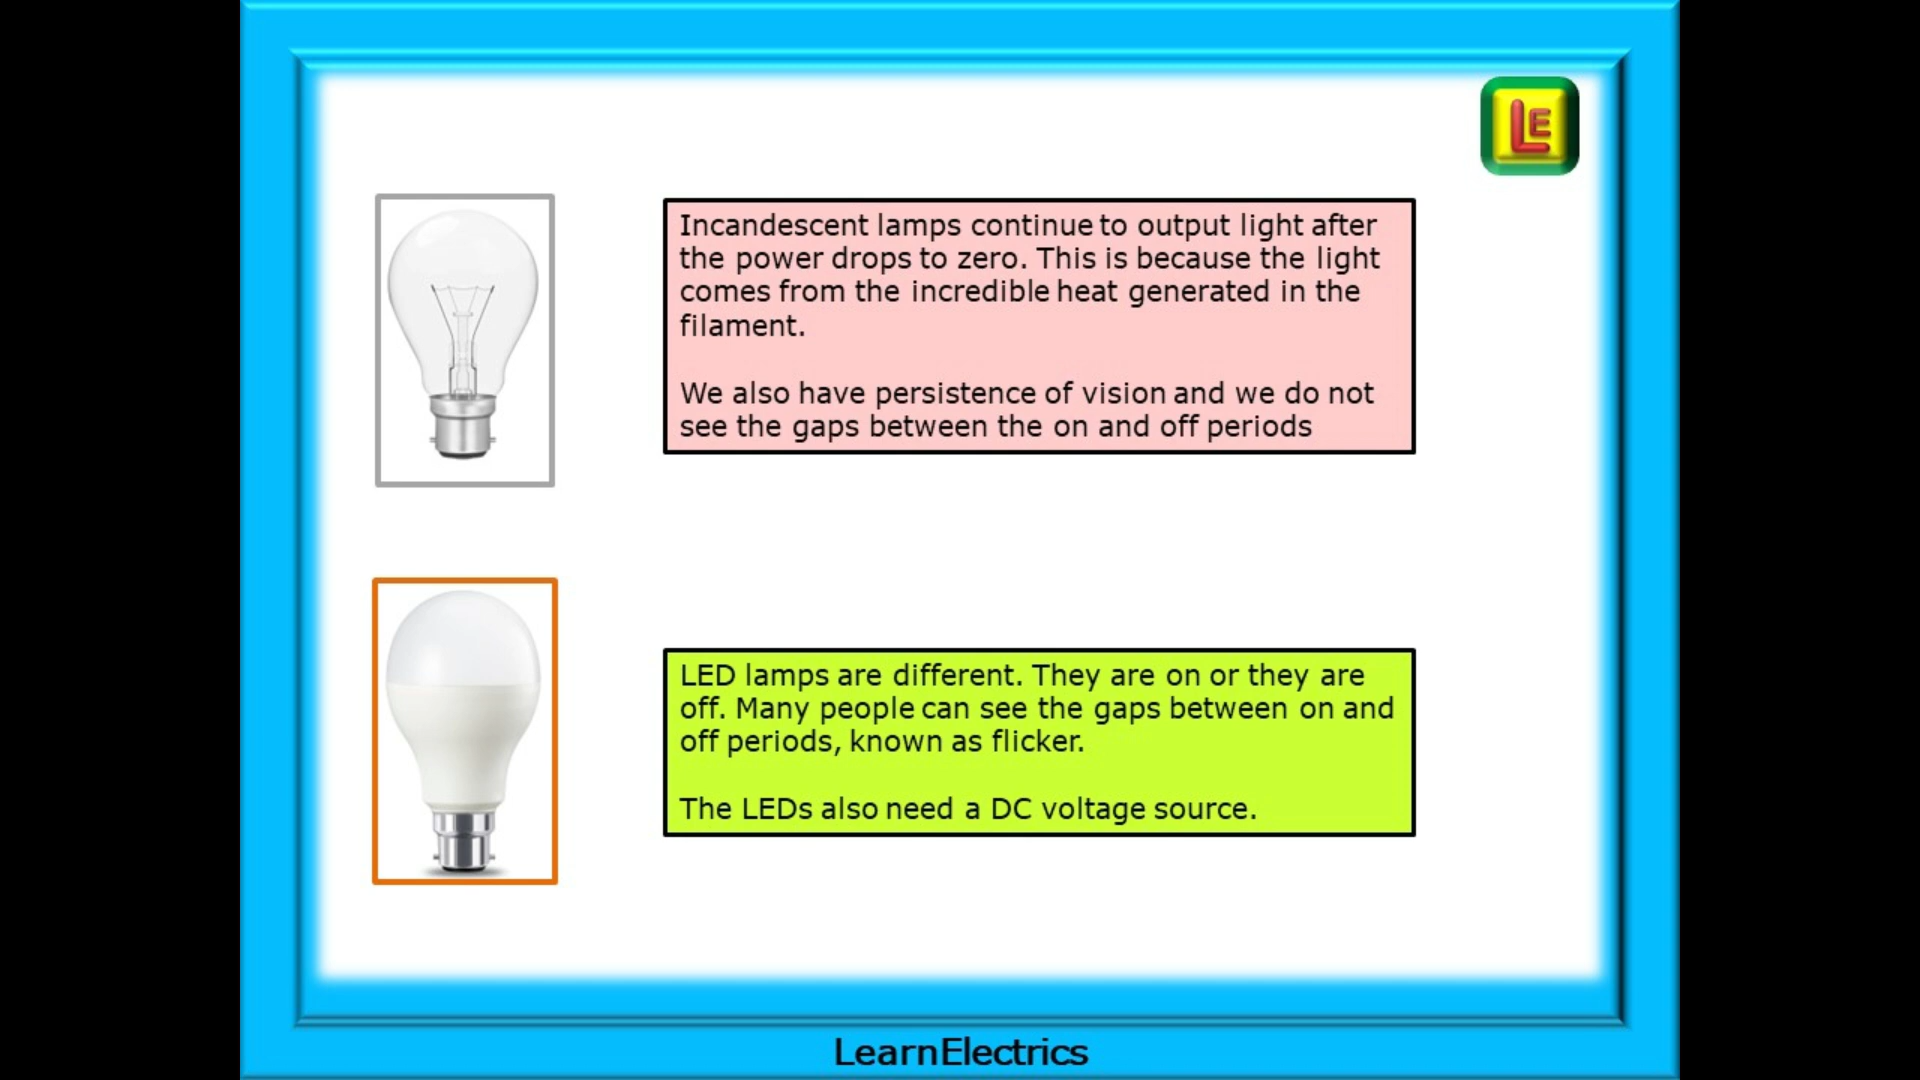 LE
Incandescent lamps continue to output light after
the power drops to zero. This is because the light
comes from the incredible heat generated in the
filament.
We also have persistence of vision and we do not
see the gaps between the on and off periods
LED lamps are different. They are on or they are
off. Many people can see the gaps between on and
off periods, known as flicker.
The LEDs also need a DC voltage source.
LearnElectrics